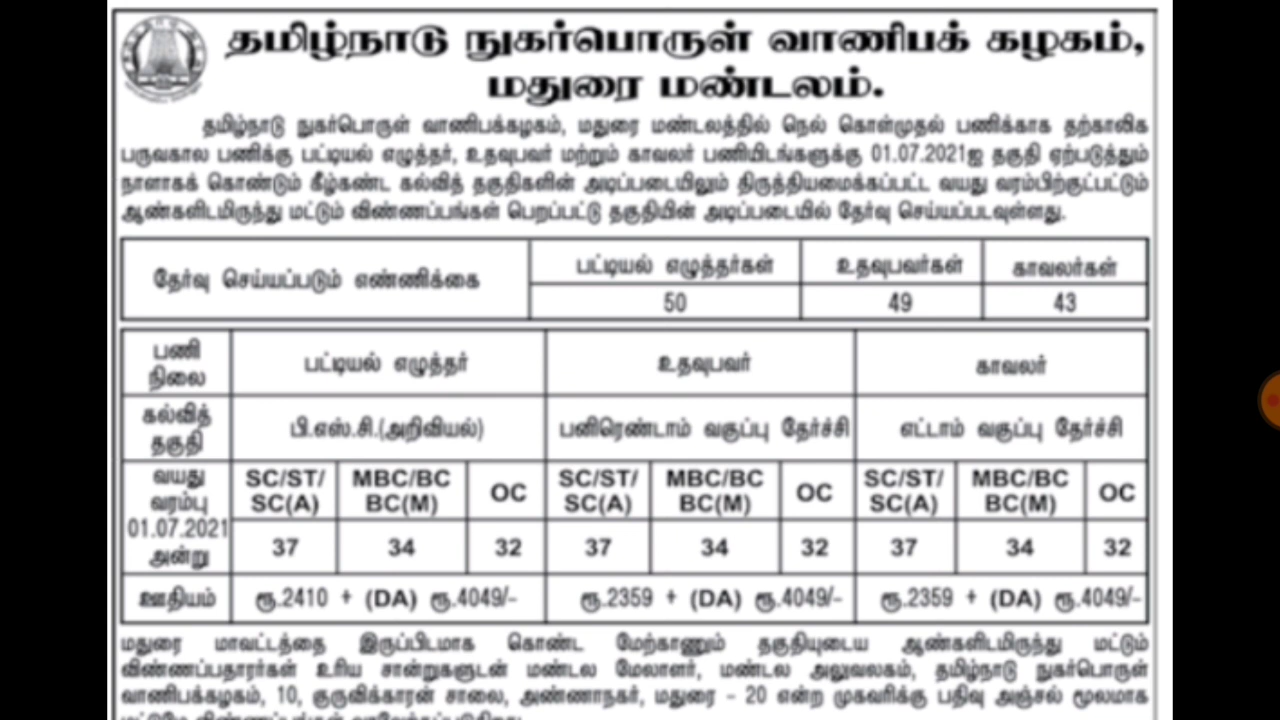 தமிழ்நாடு நுகர்பொருள் வாணிபக் கழகம்,
மதுரை மண்டலம்.
தமிழ்நாடு நுகர்பொருள் வாணிபக்கழகம், மதுரை மண்டலத்தில் நெல் கொள்முதல் பணிக்காக தற்காலிக
பருவகால பணிக்கு பட்டியல் எழுத்தர், உதவுபவர் மற்றும் காவலர் பணியிடங்களுக்கு 01.07.2021ஐ தகுதி ஏற்படுத்தும்
நாளாகக் கொண்டும் கீழ்கண்ட கல்வித் தகுதிகளின் அடிப்படையிலும் திருத்தியமைக்கப்பட்ட வயது வரம்பிற்குட்பட்டும்
ஆண்களிடமிருந்து மட்டும் விண்ணப்பங்கள் பெறப்பட்டு தகுதியின் அடிப்படையில் தேர்வு செய்யப்படவுள்ளது.
தேர்வு செய்யப்படும் எண்ணிக்கை
பட்டியல் எழுத்தர்கள் உதவுபவர்கள் காவலர்கள்
50 49 43
பணி
நிலை
பட்டியல் எழுத்தர் உதவுபவர் காவலர்
கல்வித்
தகுதி
பி.எஸ்.சி.(அறிவியல்) பனிரெண்டாம் வகுப்பு தேர்ச்சி எட்டாம் வகுப்பு தேர்ச்சி
வயது
வரம்பு
01.07.2021
அன்று
SC/ST/ MBC/BC OC SC/ST/ MBC/BC OC SC/ST/ MBC/BC OC
SC(A) BC(M) SC(A) BC(M) SC(A) BC(M)
37 34 32 37 34 32 37 34 32
ஊதியம் ரூ.2410 + (DA) ரூ.4049/- ரூ.2359 + (DA) ரூ.4049/- ரூ.2359 + (DA) ரூ.4049/-
மதுரை மாவட்டத்தை இருப்பிடமாக கொண்ட மேற்காணும் தகுதியுடைய ஆண்களிடமிருந்து மட்டும்
விண்ணப்பதாரர்கள் உரிய சான்றுகளுடன் மண்டல மேலாளர், மண்டல அலுவலகம், தமிழ்நாடு நுகர்பொருள்
வாணிபக்கழகம், 10, குருவிக்காரன் சாலை, அண்ணாநகர், மதுரை - 20 என்ற முகவரிக்கு பதிவு அஞ்சல் மூலமாக